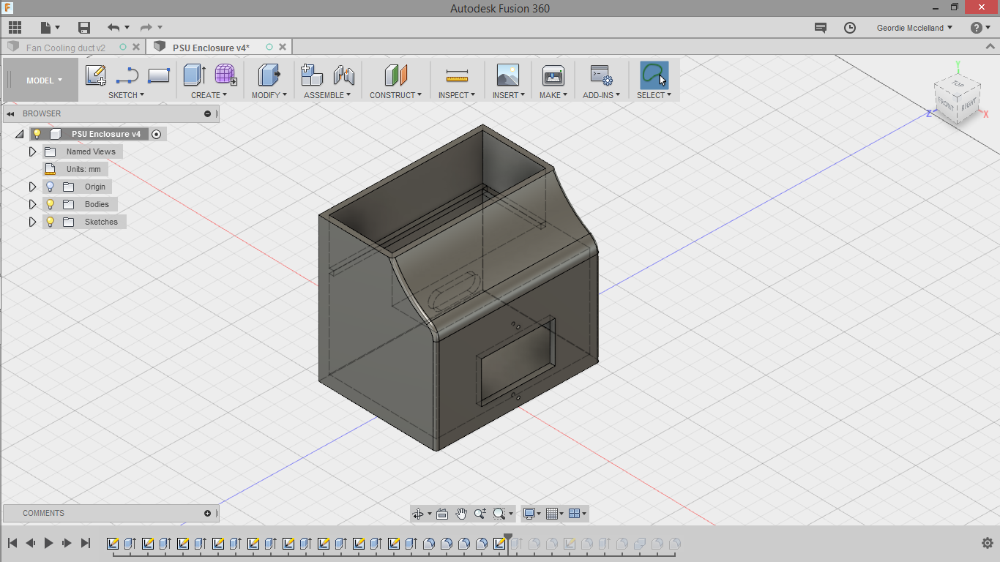 Autodesk Fusion 360
Geordie Mcclelland
Fan Cooling duct v2
PSU Enclosure v4*
MODEL
SKETCH
CREATE
MODIFY
ASSEMBLE
CONSTRUCT
INSPECT
INSERT
MAKE
ADD-INS
SELECT
BROWSER
PSU Enclosure v4
Named Views
Units: mm
Origin
Bodies
Sketches
Y
TOP
FRONT
RIGHT
Z
X
COMMENTS